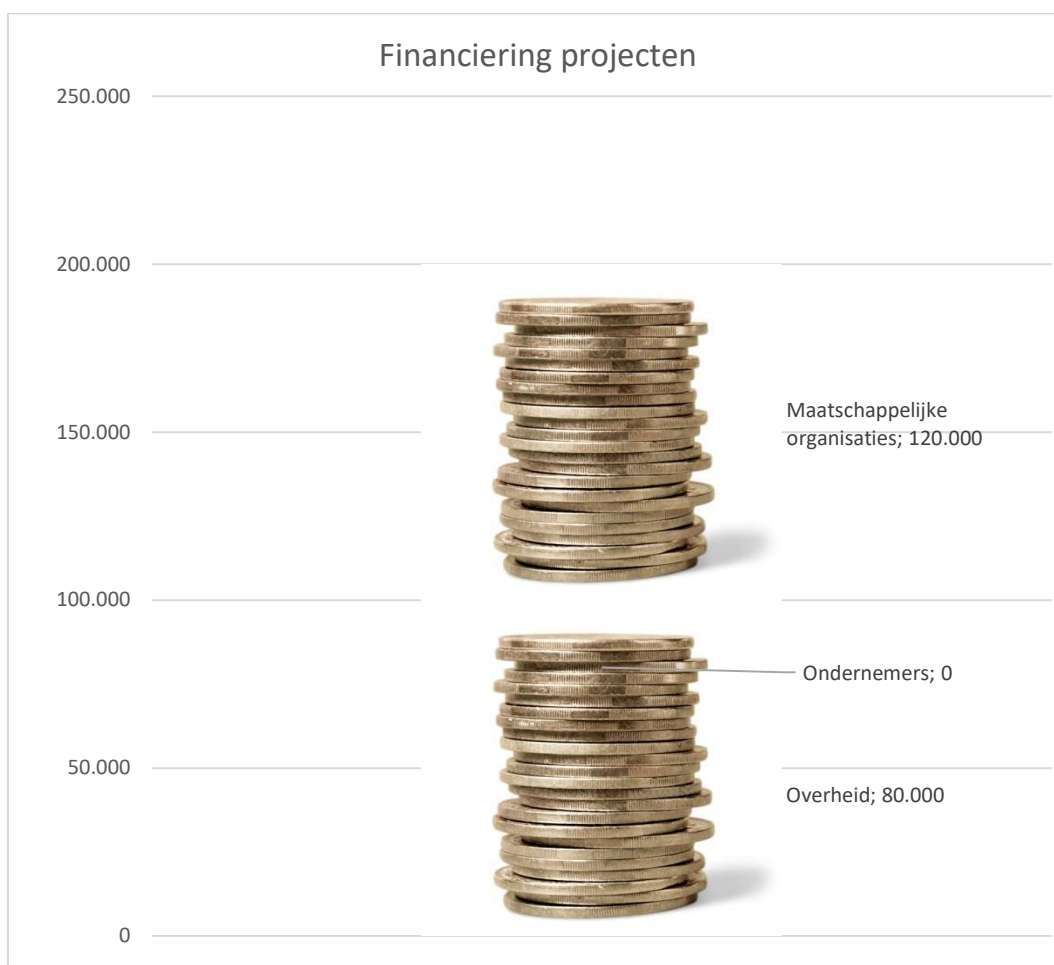 Financiering projecten
250.000
200.000
150.000
100.000
50.000
0
Maatschappelijke
organisaties; 120.000
Ondernemers; 0
Overheid; 80.000